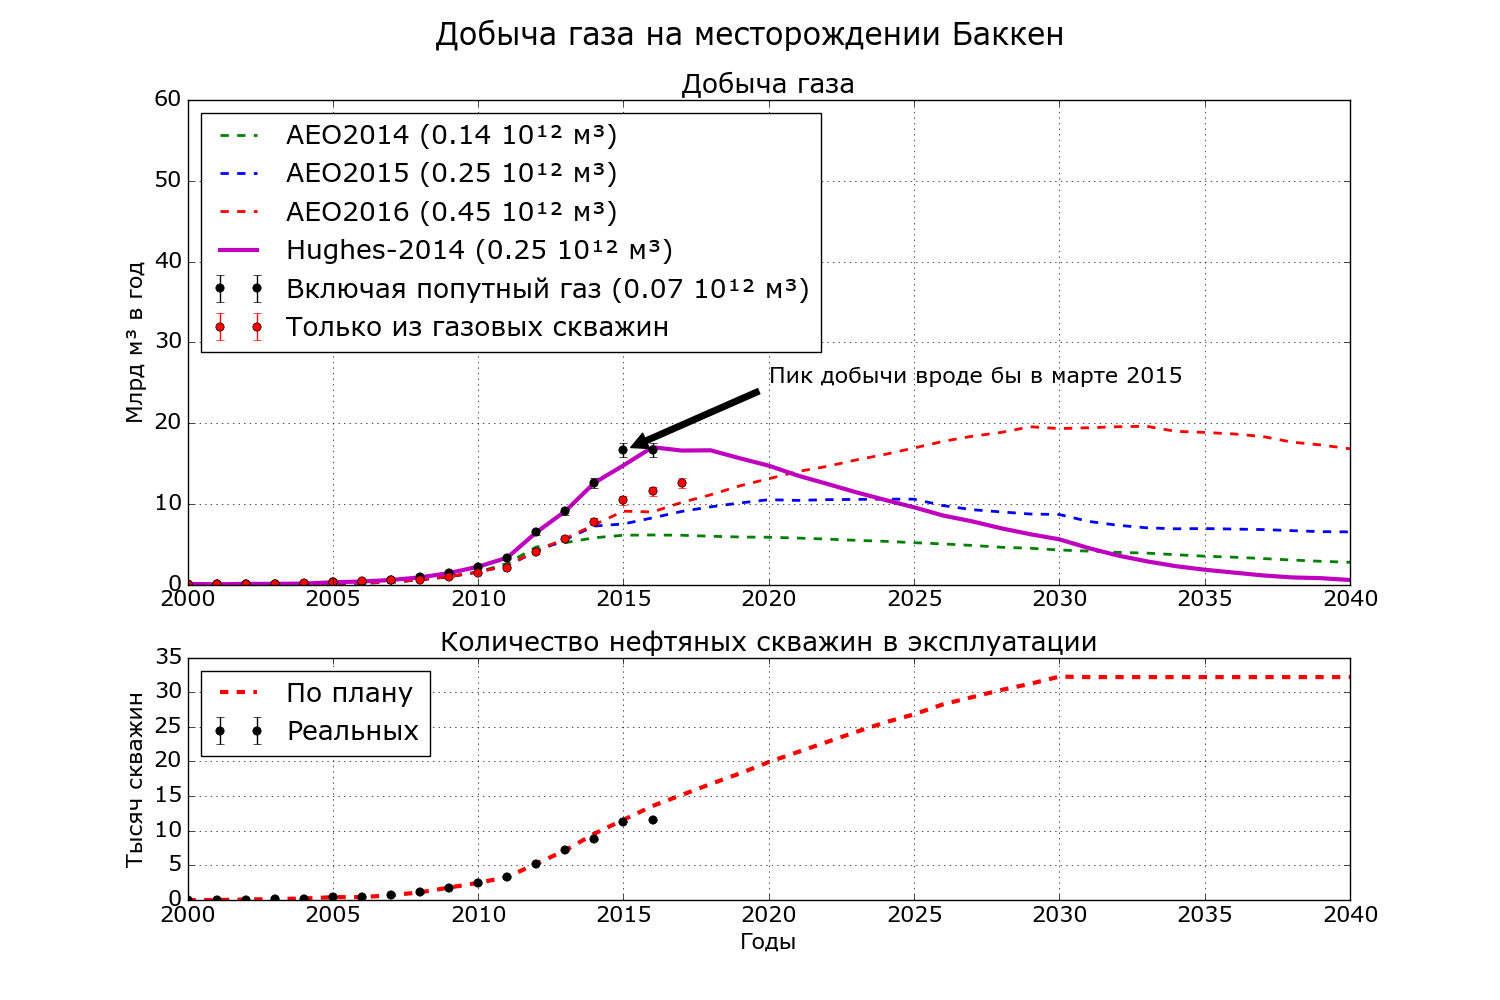 Добыча газа на месторождении Баккен
Добыча газа
Млрд м³ в год
60
50
40
30
20
10
0
AEO2014 (0.14 10¹² м³)
AEO2015 (0.25 10¹² м³)
AEO2016 (0.45 10¹² м³)
Hughes-2014 (0.25 10¹² м³)
Включая попутный газ (0.07 10¹² м³)
Только из газовых скважин
Пик добычи вроде бы в марте 2015
2000 2005 2010 2015 2020 2025 2030 2035 2040
Количество нефтяных скважин в эксплуатации
Тысяч скважин
35
30
25
20
15
10
5
0
По плану
Реальных
2000 2005 2010 2015 2020 2025 2030 2035 2040
Годы